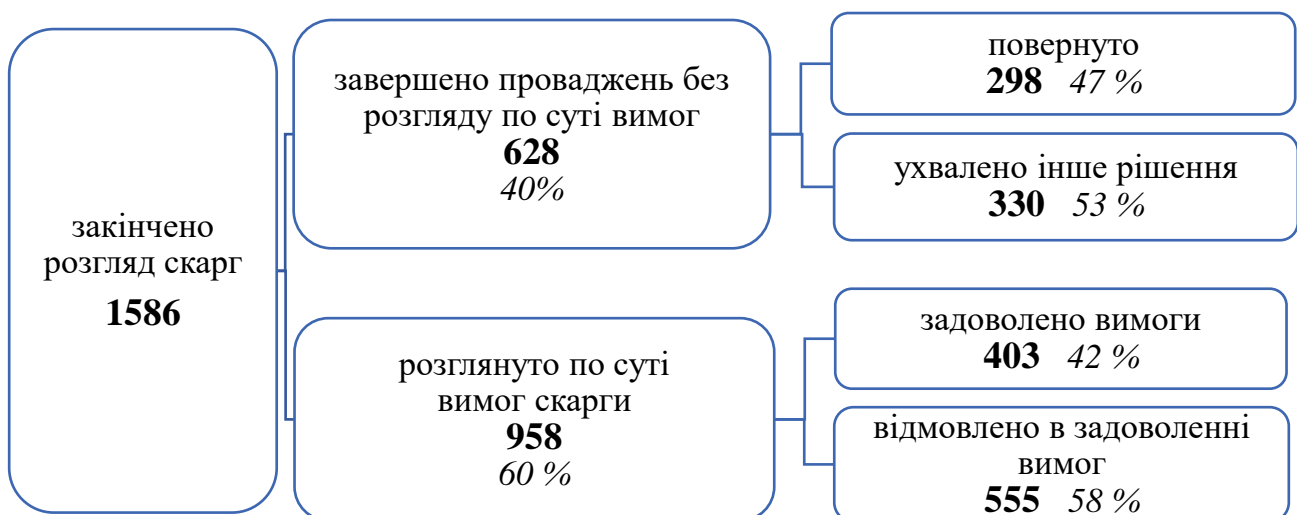 закінчено
розгляд скарг
1586
завершено проваджень без
розгляду по суті вимог
628
40%
повернуто
298 47 %
ухвалено інше рішення
330 53 %
розглянуто по суті
вимог скарги
958
60 %
задоволено вимоги
403 42 %
відмовлено в задоволенні
вимог
555 58 %